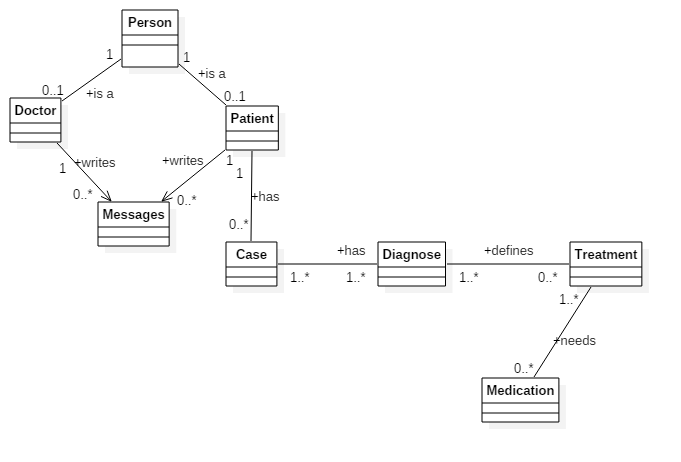 Person
1
1
+is a
0..1
+is a
0..1
Doctor
Patient
1
+writes
+writes
1
1
0..*
0..*
+has
Messages
0..*
Case
+has
Diagnose
+defines
Treatment
1..*
1..*
1..*
0..*
1..*
+needs
0..*
Medication